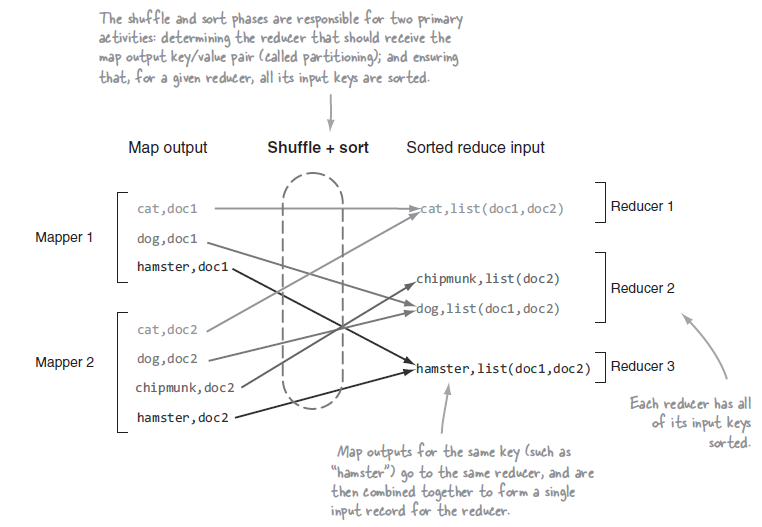 The shuffle and sort phases are responsible for two primary
activities: determining the reducer that should receive the
map output key/value pair (called partitioning); and ensuring
that, for a given reducer, all its input keys are sorted.
Map output
Shuffle + sort
Sorted reduce input
Mapper 1
cat,doc1
dog,doc1
hamster,doc1
Mapper 2
cat,doc2
dog,doc2
chipmunk,doc2
hamster,doc2
cat,list(doc1,doc2)
Reducer 1
chipmunk,list(doc2)
dog,list(doc1,doc2)
Reducer 2
hamster,list(doc1,doc2)
Reducer 3
Each reducer has all
of its input keys
sorted.
Map outputs for the same key (such as
"hamster") go to the same reducer, and are
then combined together to form a single
input record for the reducer.